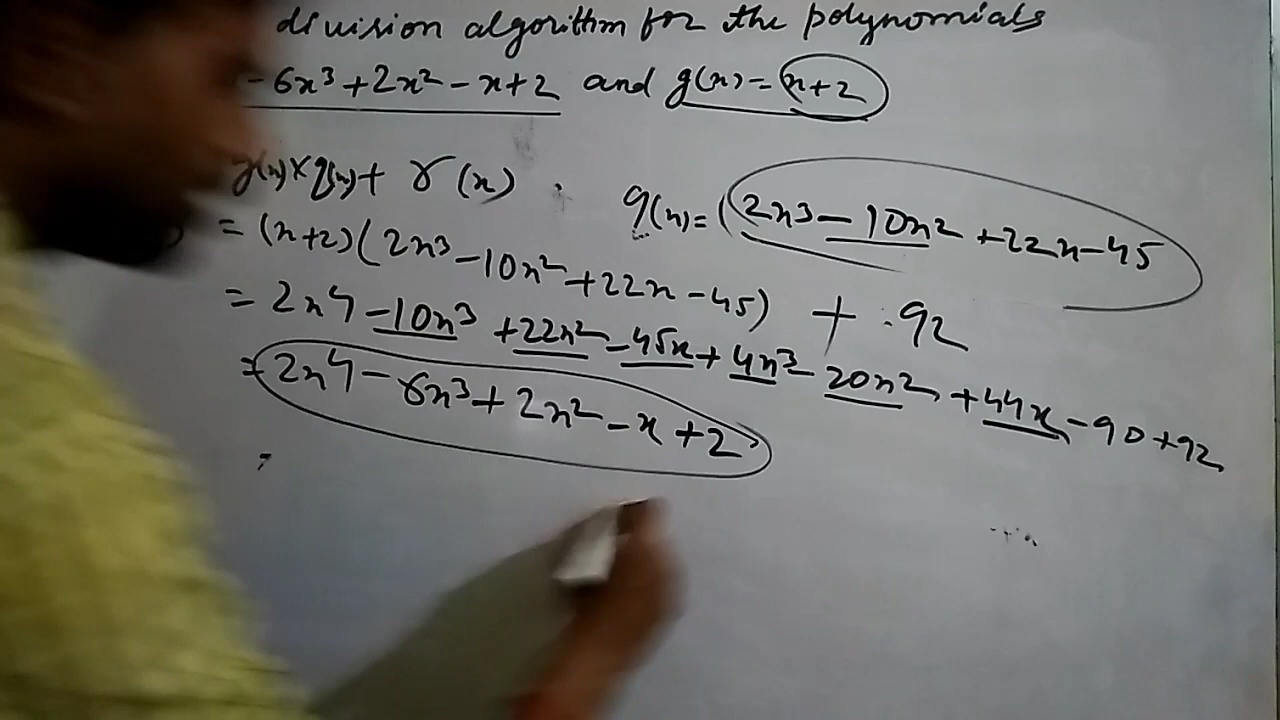 division algorithm for the polynomials
- 6x³ + 2x² - x + 2 and g(x) = x+2
g(x) × q(x) + r(x)
q(x) = (2x³ - 10x² + 22x - 45
= (x+2)(2x³ - 10x² + 22x - 45) + 92
= 2x4 - 10x³ + 22x² - 45x + 4x³ - 20x² + 44x - 90 + 92
= 2x4 - 6x³ + 2x² - x + 2